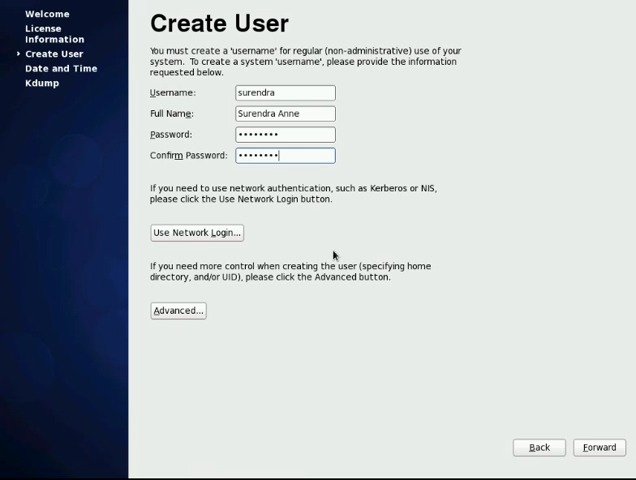 Welcome
License
Information
Create User
Date and Time
Kdump
Create User
You must create a 'username' for regular (non-administrative) use of your
system. To create a system 'username', please provide the information
requested below.
Username: surendra
Full Name: Surendra Anne
Password: ••••••••
Confirm Password: ••••••••
If you need to use network authentication, such as Kerberos or NIS,
please click the Use Network Login button.
Use Network Login...
If you need more control when creating the user (specifying home
directory, and/or UID), please click the Advanced button.
Advanced...
Back Forward